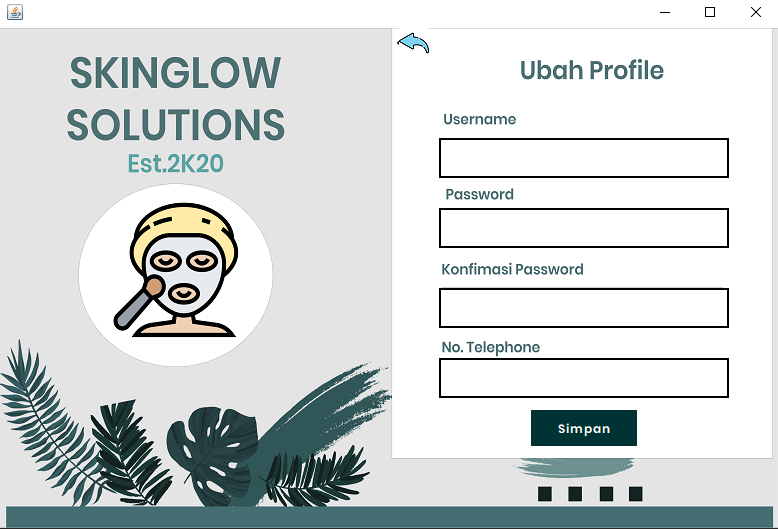 SKINGLOW
SOLUTIONS
Est.2K20
Ubah Profile
Username
Password
Konfimasi Password
No. Telephone
Simpan